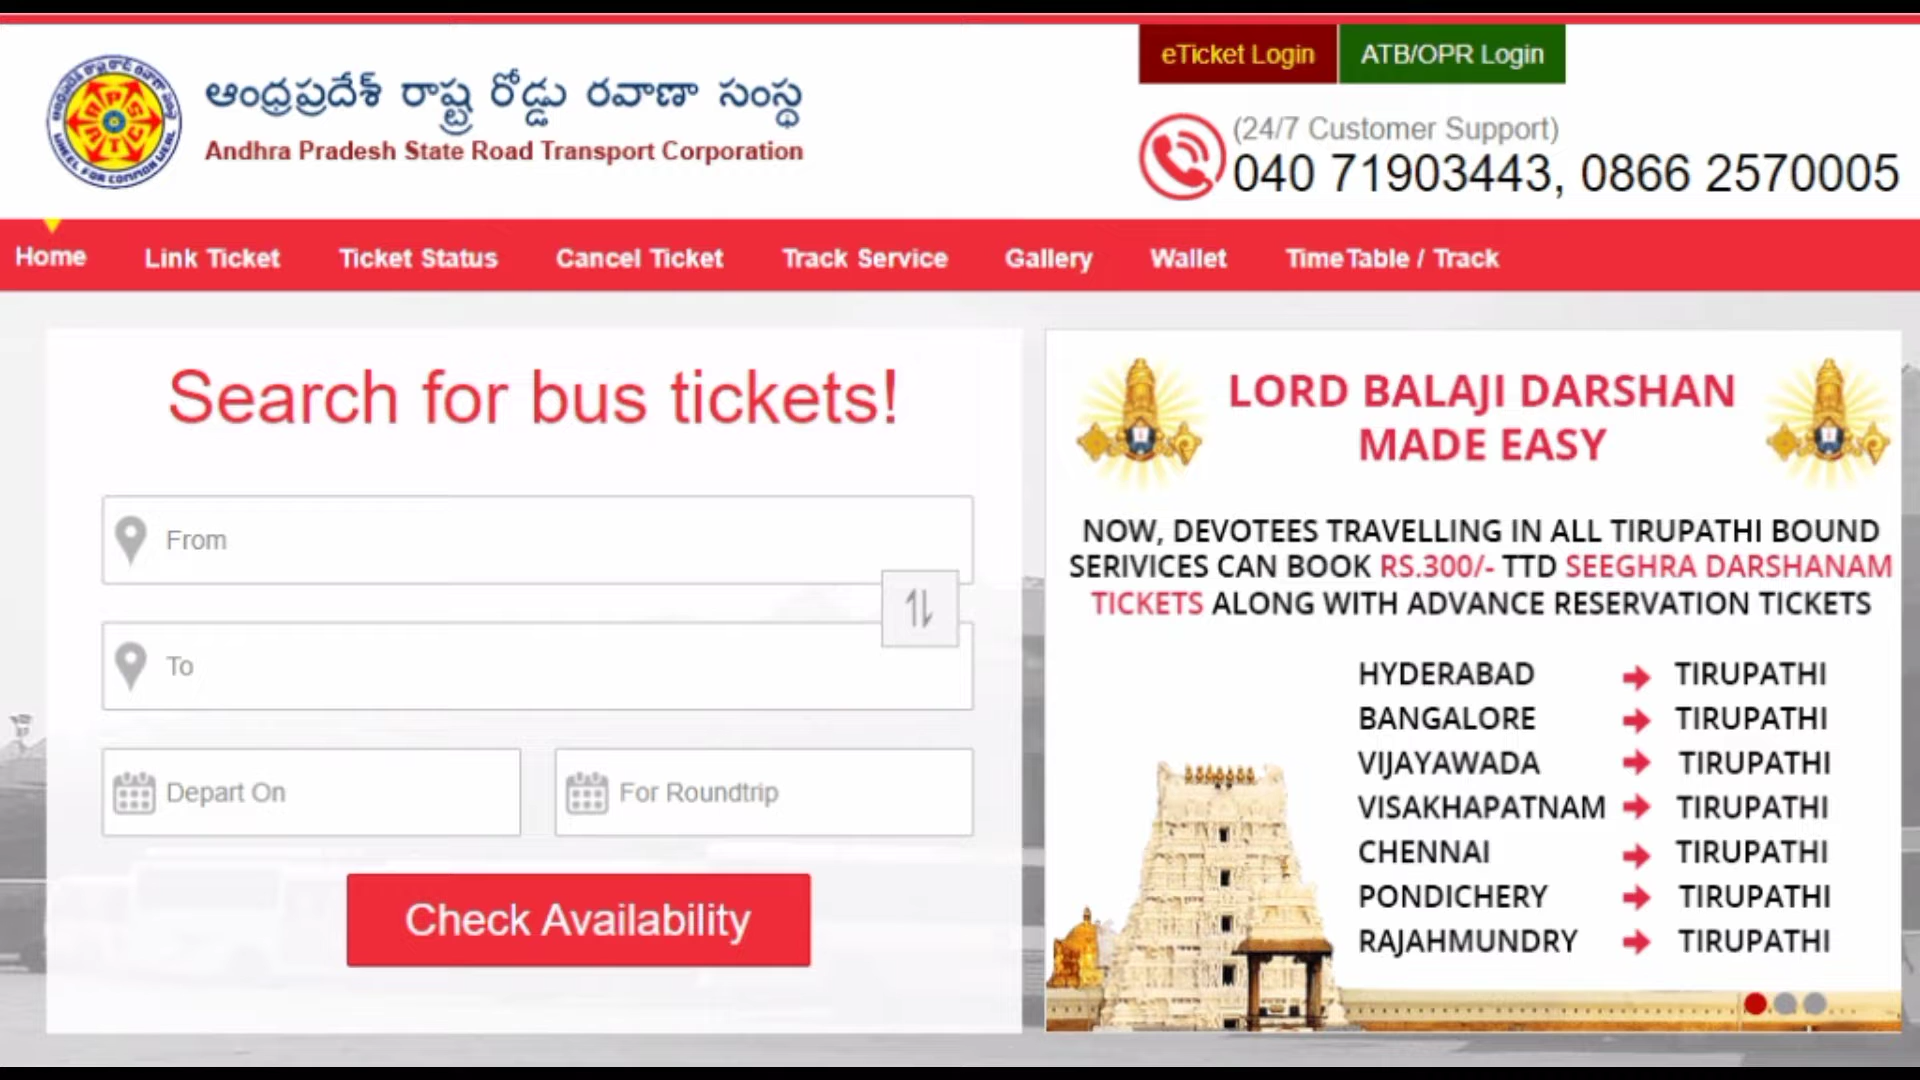 eTicket Login
ATB/OPR Login
ఆంధ్రప్రదేశ్ రాష్ట్ర రోడ్డు రవాణా సంస్థ
Andhra Pradesh State Road Transport Corporation
(24/7 Customer Support)
040 71903443, 0866 2570005
Home
Link Ticket
Ticket Status
Cancel Ticket
Track Service
Gallery
Wallet
TimeTable / Track
Search for bus tickets!
From
To
Depart On
For Roundtrip
Check Availability
LORD BALAJI DARSHAN
MADE EASY
NOW, DEVOTEES TRAVELLING IN ALL TIRUPATHI BOUND
SERIVICES CAN BOOK RS.300/- TTD SEEGHRA DARSHANAM
TICKETS ALONG WITH ADVANCE RESERVATION TICKETS
HYDERABAD TIRUPATHI
BANGALORE TIRUPATHI
VIJAYAWADA TIRUPATHI
VISAKHAPATNAM TIRUPATHI
CHENNAI TIRUPATHI
PONDICHERY TIRUPATHI
RAJAHMUNDRY TIRUPATHI